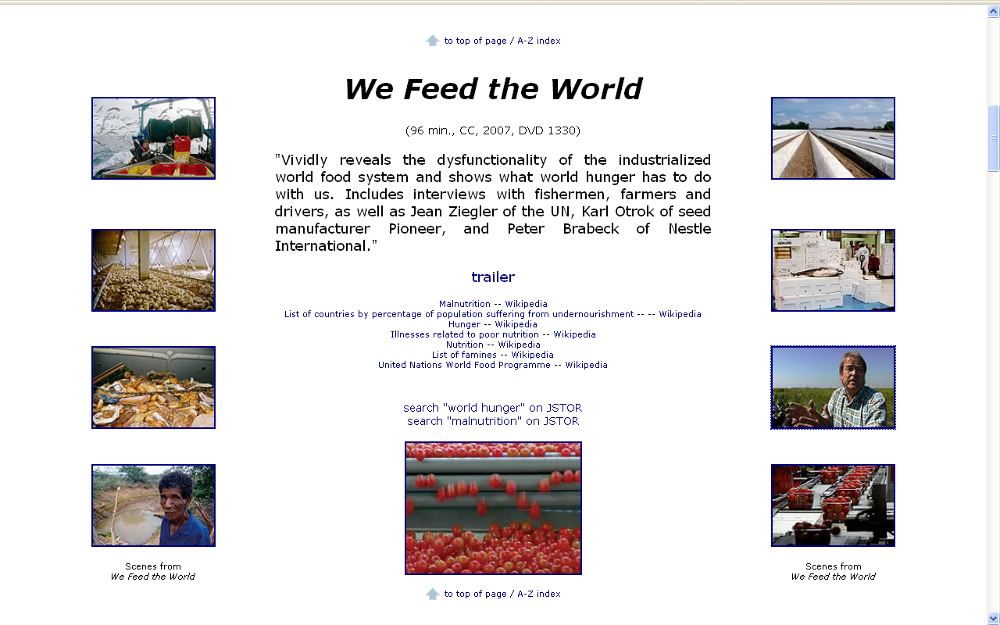 to top of page / A-Z index
We Feed the World
(96 min., CC, 2007, DVD 1330)
"Vividly reveals the dysfunctionality of the industrialized
world food system and shows what world hunger has to do
with us. Includes interviews with fishermen, farmers and
drivers, as well as Jean Ziegler of the UN, Karl Otrok of seed
manufacturer Pioneer, and Peter Brabeck of Nestle
International."
trailer
Malnutrition -- Wikipedia
List of countries by percentage of population suffering from undernourishment -- -- Wikipedia
Hunger -- Wikipedia
Illnesses related to poor nutrition -- Wikipedia
Nutrition -- Wikipedia
List of famines -- Wikipedia
United Nations World Food Programme -- Wikipedia
search "world hunger" on JSTOR
search "malnutrition" on JSTOR
Scenes from
We Feed the World
Scenes from
We Feed the World
to top of page / A-Z index